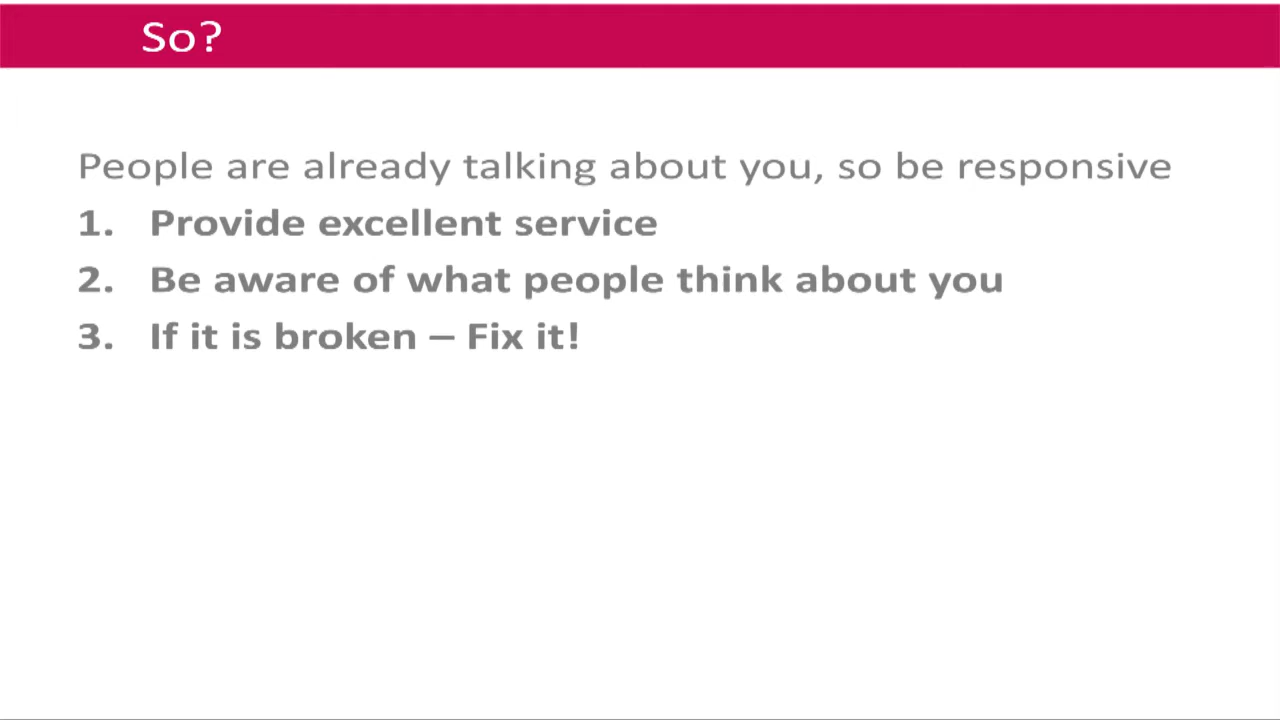 So?
People are already talking about you, so be responsive
1. Provide excellent service
2. Be aware of what people think about you
3. If it is broken – Fix it!